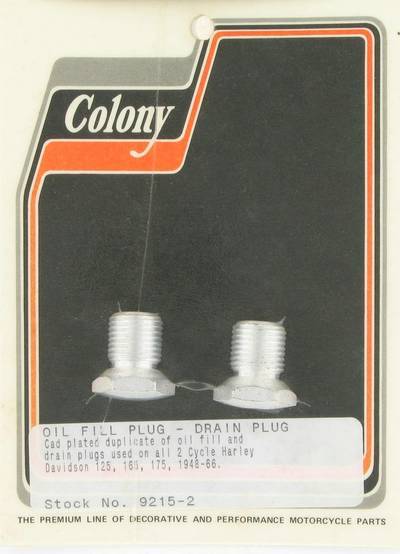 Colony
OIL FILL PLUG - DRAIN PLUG
Cad plated duplicate of oil fill and
drain plugs used on all 2 Cycle Harley
Davidson 125, 165, 175, 1948-66.
Stock No. 9215-2
THE PREMIUM LINE OF DECORATIVE AND PERFORMANCE MOTORCYCLE PARTS